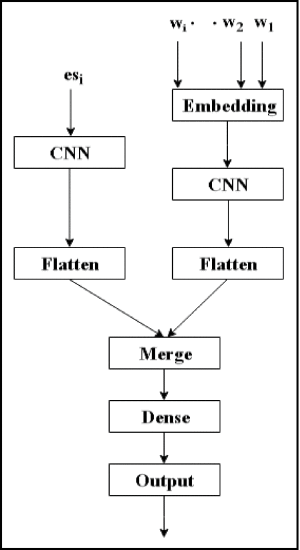 wᵢ · · w₂ w₁
esᵢ
Embedding
CNN
CNN
Flatten Flatten
Merge
Dense
Output